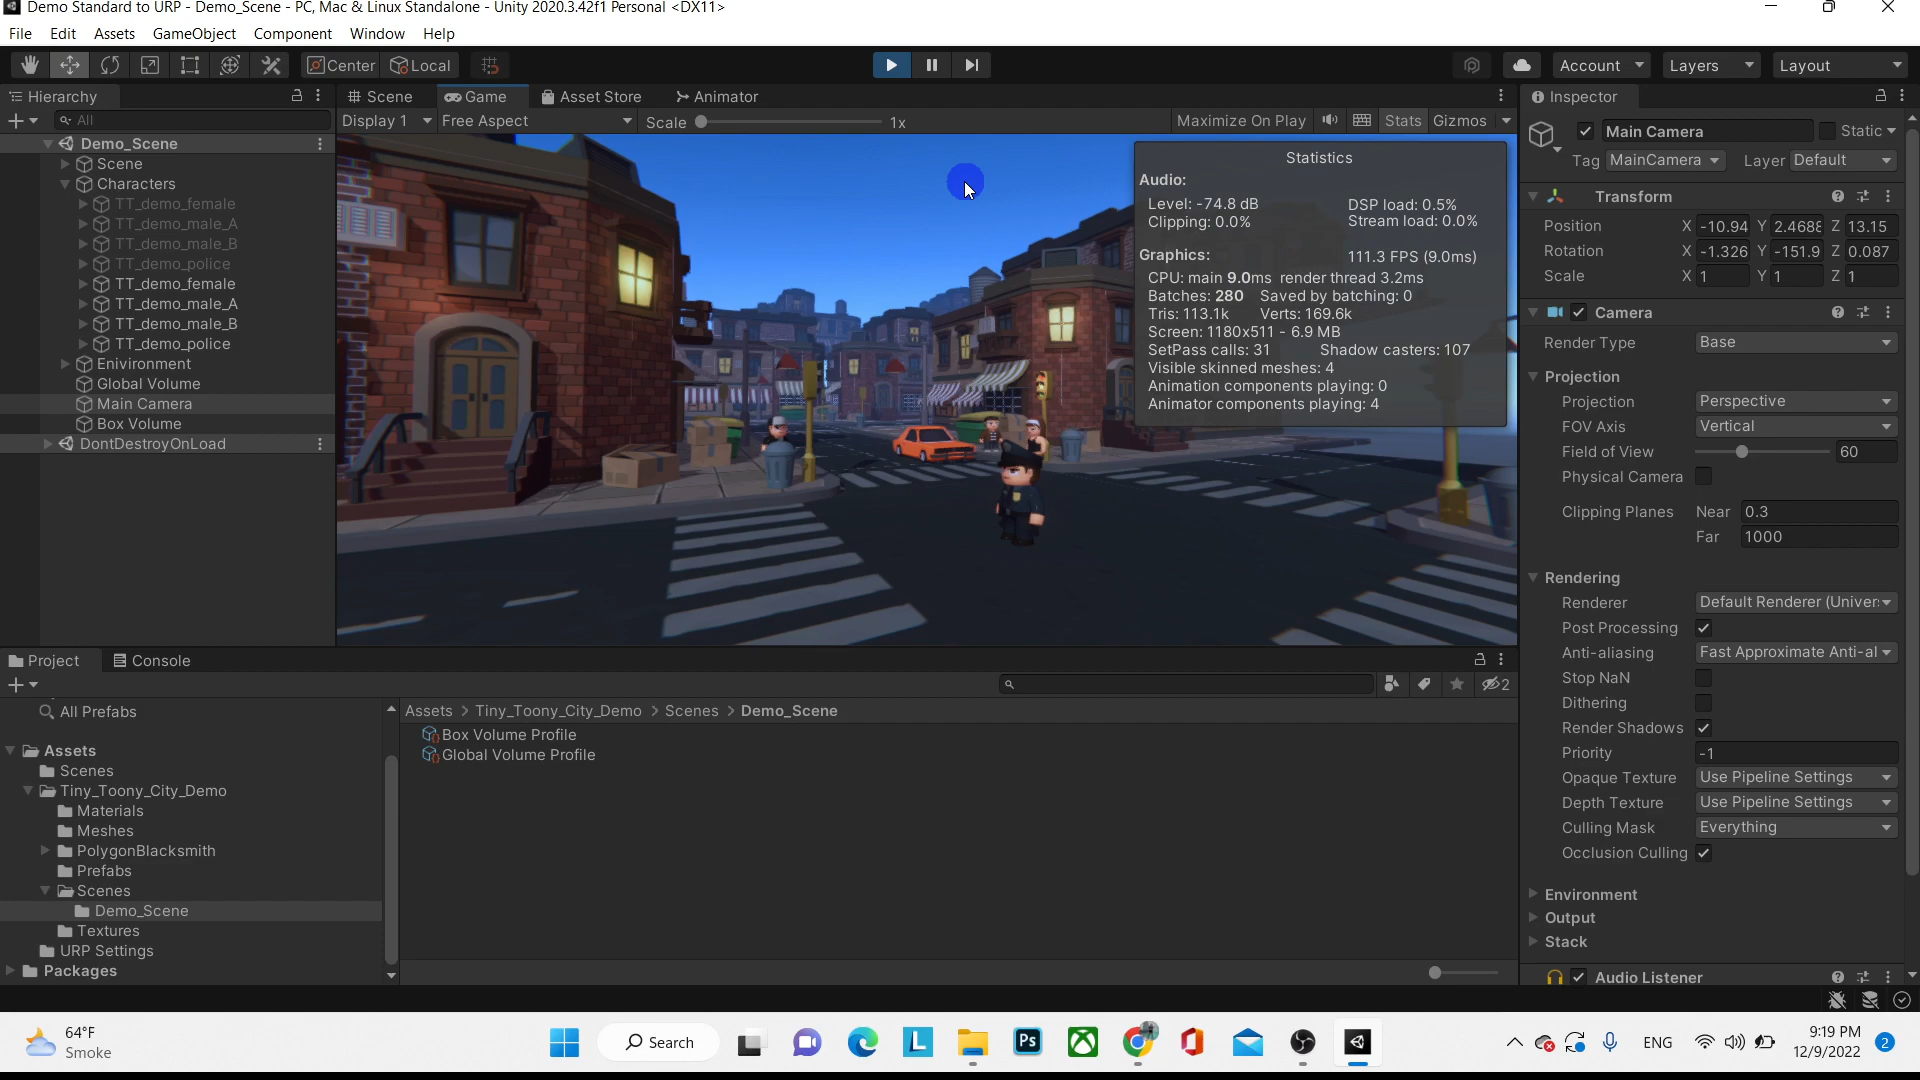 Demo Standard to URP - Demo_Scene - PC, Mac & Linux Standalone - Unity 2020.3.42f1 Personal <DX11>
File Edit Assets GameObject Component Window Help
Center Local Account Layers Layout
Hierarchy Scene Game Asset Store Animator Inspector
All Display 1 Free Aspect Scale 1x Maximize On Play Stats Gizmos
Demo_Scene
Scene
Characters
TT_demo_female
TT_demo_male_A
TT_demo_male_B
TT_demo_police
TT_demo_female
TT_demo_male_A
TT_demo_male_B
TT_demo_police
Enivironment
Global Volume
Main Camera
Box Volume
DontDestroyOnLoad
Statistics
Audio:
Level: -74.8 dB DSP load: 0.5%
Clipping: 0.0% Stream load: 0.0%
Graphics: 111.3 FPS (9.0ms)
CPU: main 9.0ms render thread 3.2ms
Batches: 280 Saved by batching: 0
Tris: 113.1k Verts: 169.6k
Screen: 1180x511 - 6.9 MB
SetPass calls: 31 Shadow casters: 107
Visible skinned meshes: 4
Animation components playing: 0
Animator components playing: 4
Main Camera Static
Tag MainCamera Layer Default
Transform
Position X -10.94 Y 2.4688 Z 13.15
Rotation X -1.326 Y -151.9 Z 0.087
Scale X 1 Y 1 Z 1
Camera
Render Type Base
Projection
Projection Perspective
FOV Axis Vertical
Field of View 60
Physical Camera
Clipping Planes Near 0.3
Far 1000
Rendering
Renderer Default Renderer (Univer
Post Processing
Anti-aliasing Fast Approximate Anti-al
Stop NaN
Dithering
Render Shadows
Priority -1
Opaque Texture Use Pipeline Settings
Depth Texture Use Pipeline Settings
Culling Mask Everything
Occlusion Culling
Environment
Output
Stack
Audio Listener
Project Console
2
All Prefabs
Assets
Scenes
Tiny_Toony_City_Demo
Materials
Meshes
PolygonBlacksmith
Prefabs
Scenes
Demo_Scene
Textures
URP Settings
Packages
Assets > Tiny_Toony_City_Demo > Scenes > Demo_Scene
Box Volume Profile
Global Volume Profile
64°F
Smoke
Search
L
Ps
ENG
9:19 PM
12/9/2022
2